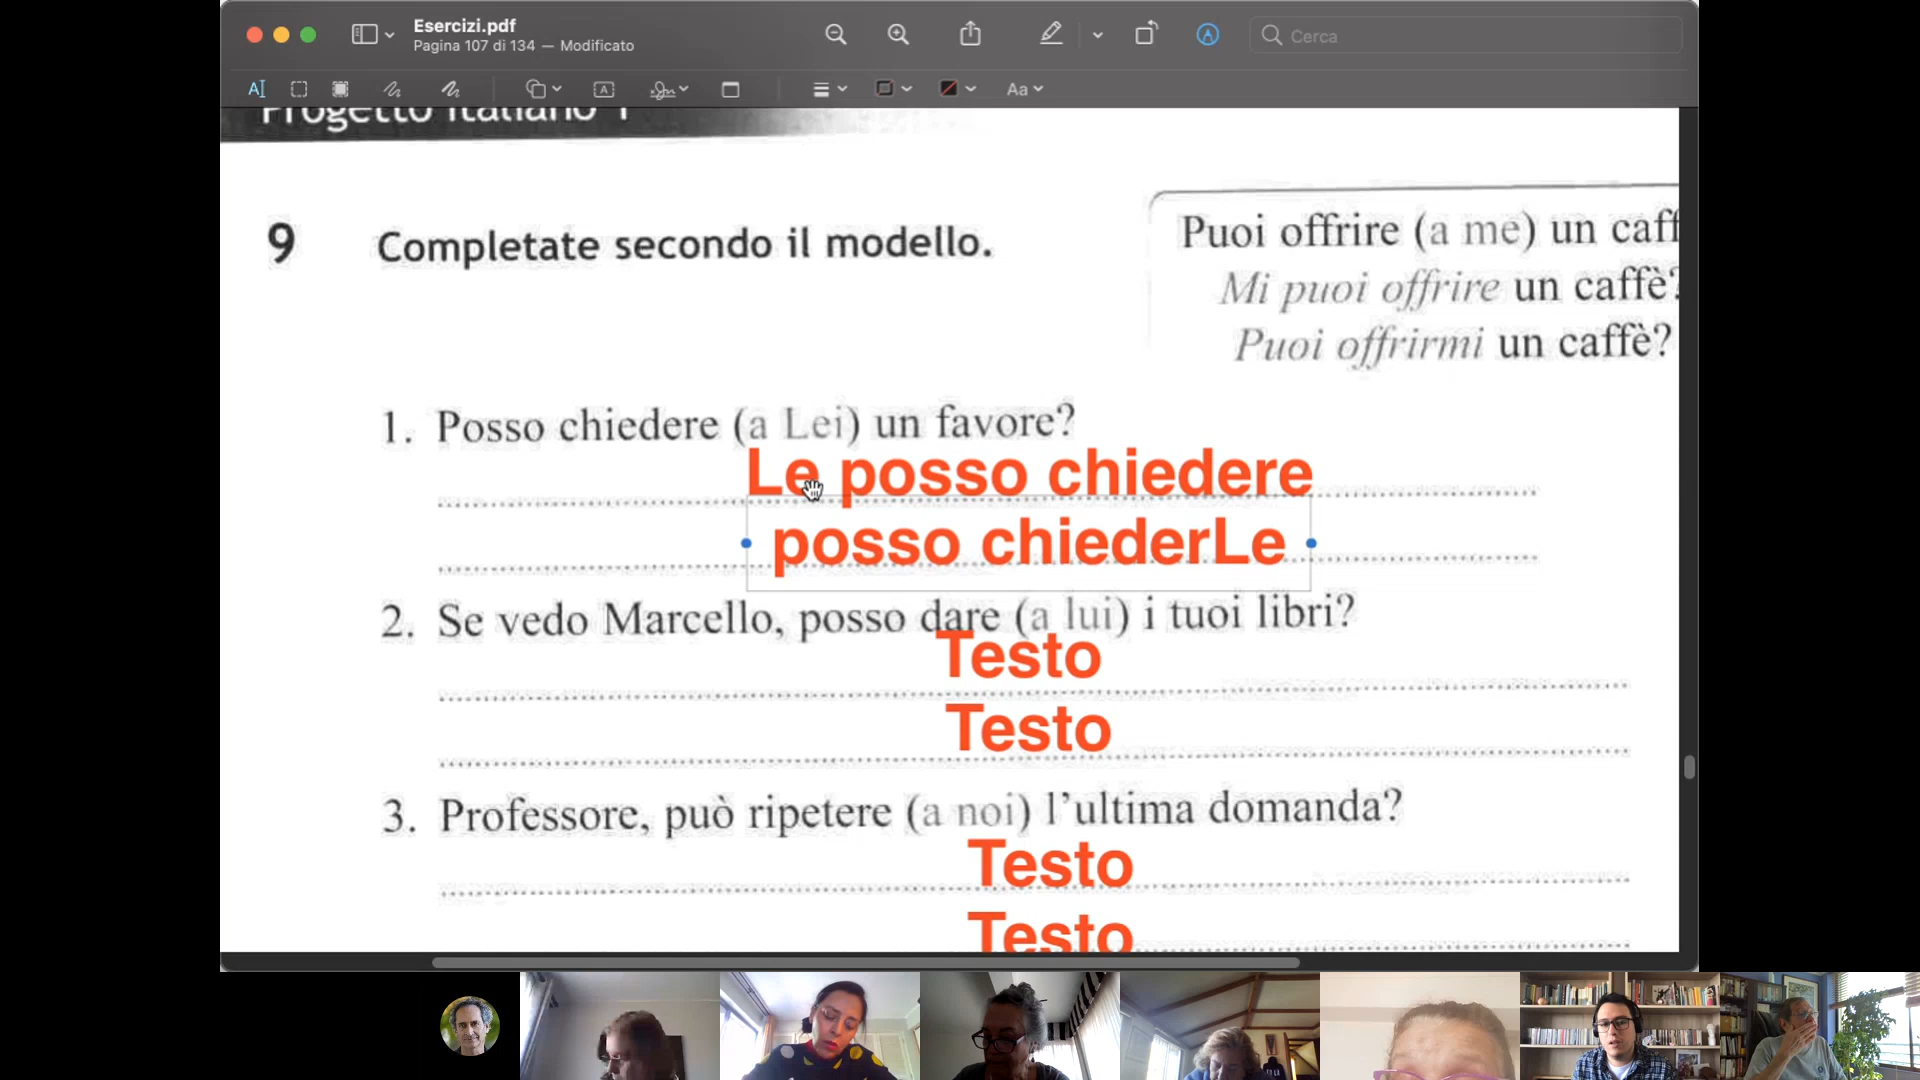 Esercizi.pdf
Pagina 107 di 134 — Modificato
Cerca
Aa
Progetto Italiano 1
9 Completate secondo il modello.
Puoi offrire (a me) un caff
Mi puoi offrire un caffè?
Puoi offrirmi un caffè?
1. Posso chiedere (a Lei) un favore?
Le posso chiedere
posso chiederLe
2. Se vedo Marcello, posso dare (a lui) i tuoi libri?
Testo
Testo
3. Professore, può ripetere (a noi) l'ultima domanda?
Testo
Testo